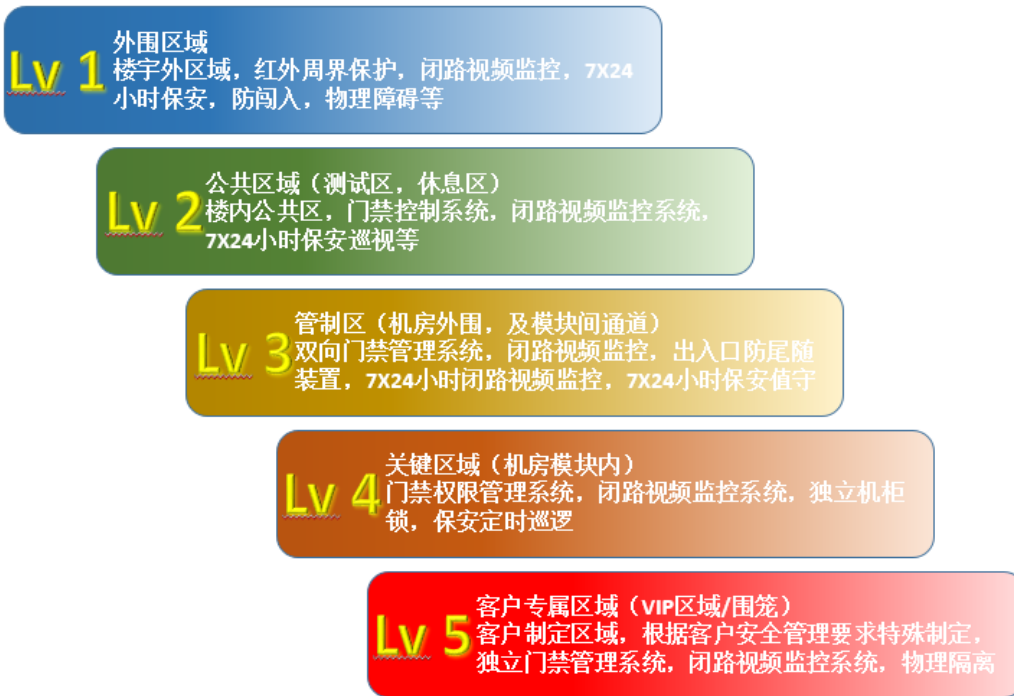 Lv 1
外围区域
楼宇外区域，红外周界保护，闭路视频监控，7X24
小时保安，防闯入，物理障碍等
Lv 2
公共区域（测试区，休息区）
楼内公共区，门禁控制系统，闭路视频监控系统，
7X24小时保安巡视等
Lv 3
管制区（机房外围，及模块间通道）
双向门禁管理系统，闭路视频监控，出入口防尾随
装置，7X24小时闭路视频监控，7X24小时保安值守
Lv 4
关键区域（机房模块内）
门禁权限管理系统，闭路视频监控系统，独立机柜
锁，保安定时巡逻
Lv 5
客户专属区域（VIP区域/围笼）
客户制定区域，根据客户安全管理要求特殊制定，
独立门禁管理系统，闭路视频监控系统，物理隔离